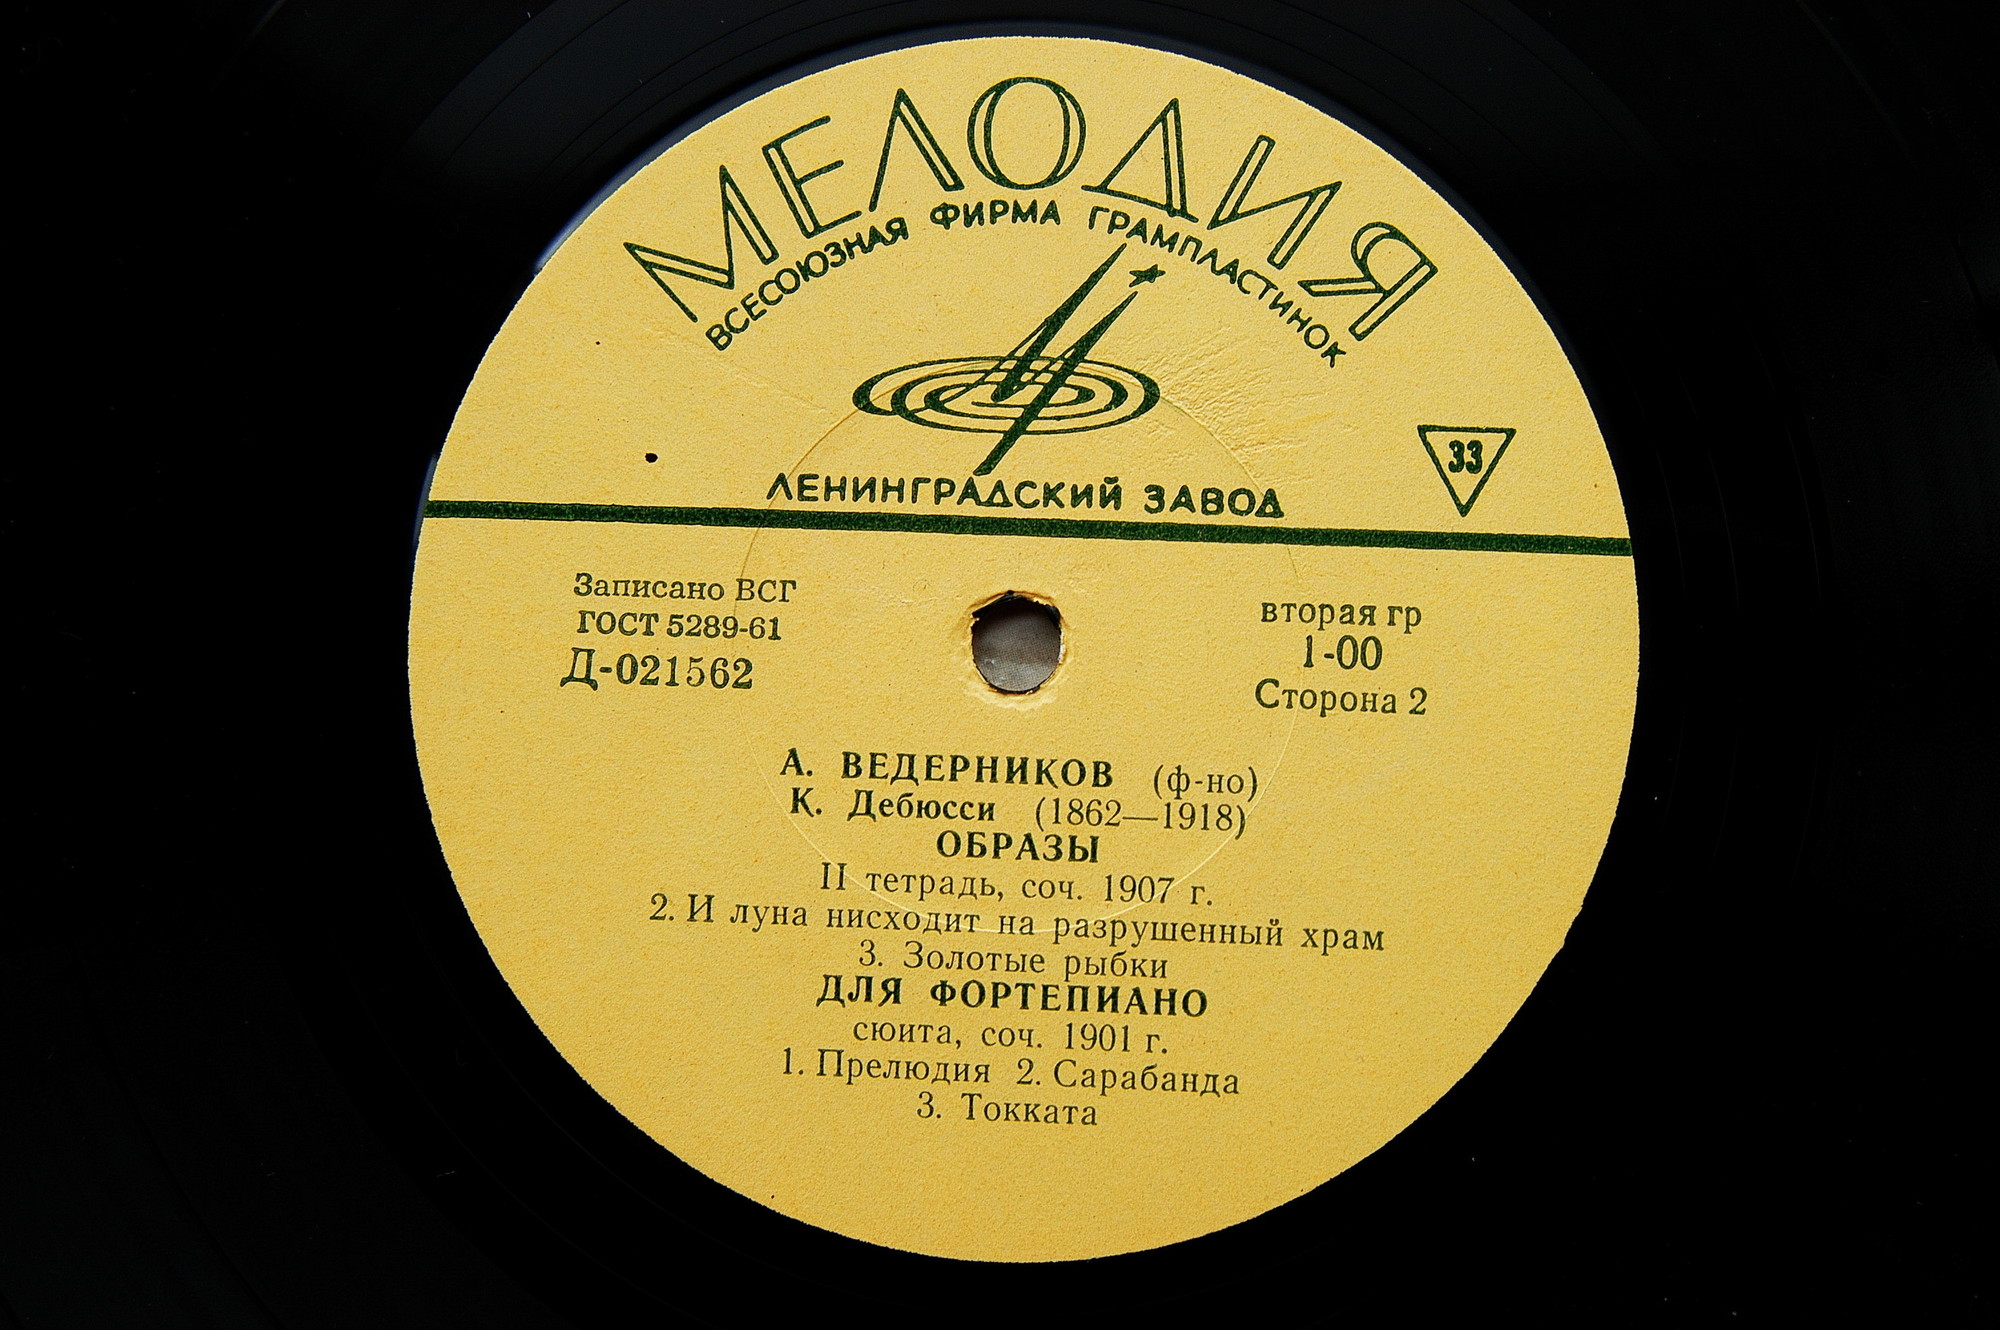 МЕЛОДИЯ
ВСЕСОЮЗНАЯ ФИРМА ГРАМПЛАСТИНОК
33
ЛЕНИНГРАДСКИЙ ЗАВОД
Записано ВСГ
ГОСТ 5289-61
Д-021562
вторая гр
1-00
Сторона 2
А. ВЕДЕРНИКОВ (ф-но)
К. Дебюсси (1862—1918)
ОБРАЗЫ
II тетрадь, соч. 1907 г.
2. И луна нисходит на разрушенный храм
3. Золотые рыбки
ДЛЯ ФОРТЕПИАНО
сюита, соч. 1901 г.
1. Прелюдия 2. Сарабанда
3. Токката